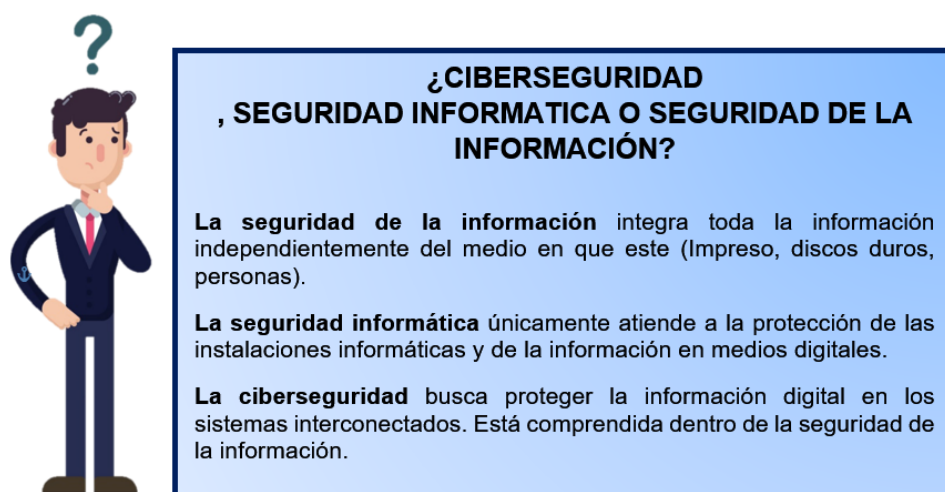 ?
¿CIBERSEGURIDAD
, SEGURIDAD INFORMATICA O SEGURIDAD DE LA
INFORMACIÓN?
La seguridad de la información integra toda la información
independientemente del medio en que este (Impreso, discos duros,
personas).
La seguridad informática únicamente atiende a la protección de las
instalaciones informáticas y de la información en medios digitales.
La ciberseguridad busca proteger la información digital en los
sistemas interconectados. Está comprendida dentro de la seguridad de
la información.